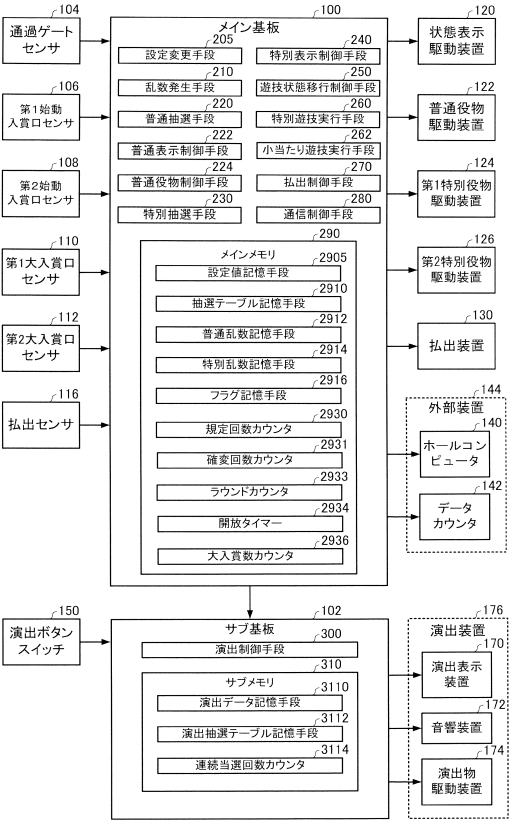 104
通過ゲート
センサ
106
第1始動
入賞口センサ
108
第2始動
入賞口センサ
110
第1大入賞口
センサ
112
第2大入賞口
センサ
116
払出センサ
100
メイン基板
205
設定変更手段
210
乱数発生手段
220
普通抽選手段
222
普通表示制御手段
224
普通役物制御手段
230
特別抽選手段
240
特別表示制御手段
250
遊技状態移行制御手段
260
特別遊技実行手段
262
小当たり遊技実行手段
270
払出制御手段
280
通信制御手段
290
メインメモリ
2905
設定値記憶手段
2910
抽選テーブル記憶手段
2912
普通乱数記憶手段
2914
特別乱数記憶手段
2916
フラグ記憶手段
2930
規定回数カウンタ
2931
確変回数カウンタ
2933
ラウンドカウンタ
2934
開放タイマー
2936
大入賞数カウンタ
120
状態表示
駆動装置
122
普通役物
駆動装置
124
第1特別役物
駆動装置
126
第2特別役物
駆動装置
130
払出装置
144
外部装置
140
ホールコン
ピュータ
142
データ
カウンタ
150
演出ボタン
スイッチ
102
サブ基板
300
演出制御手段
310
サブメモリ
3110
演出データ記憶手段
3112
演出抽選テーブル記憶手段
3114
連続当選回数カウンタ
176
演出装置
170
演出表示
装置
172
音響装置
174
演出物
駆動装置